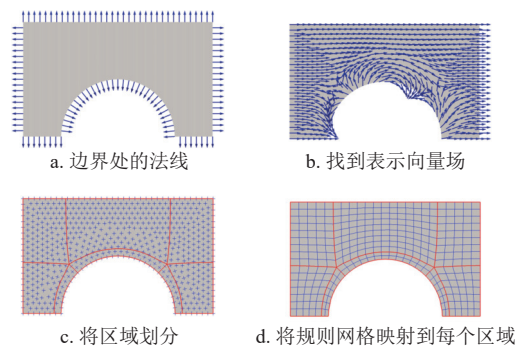 a. 边界处的法线
b. 找到表示向量场
c. 将区域划分
d. 将规则网格映射到每个区域